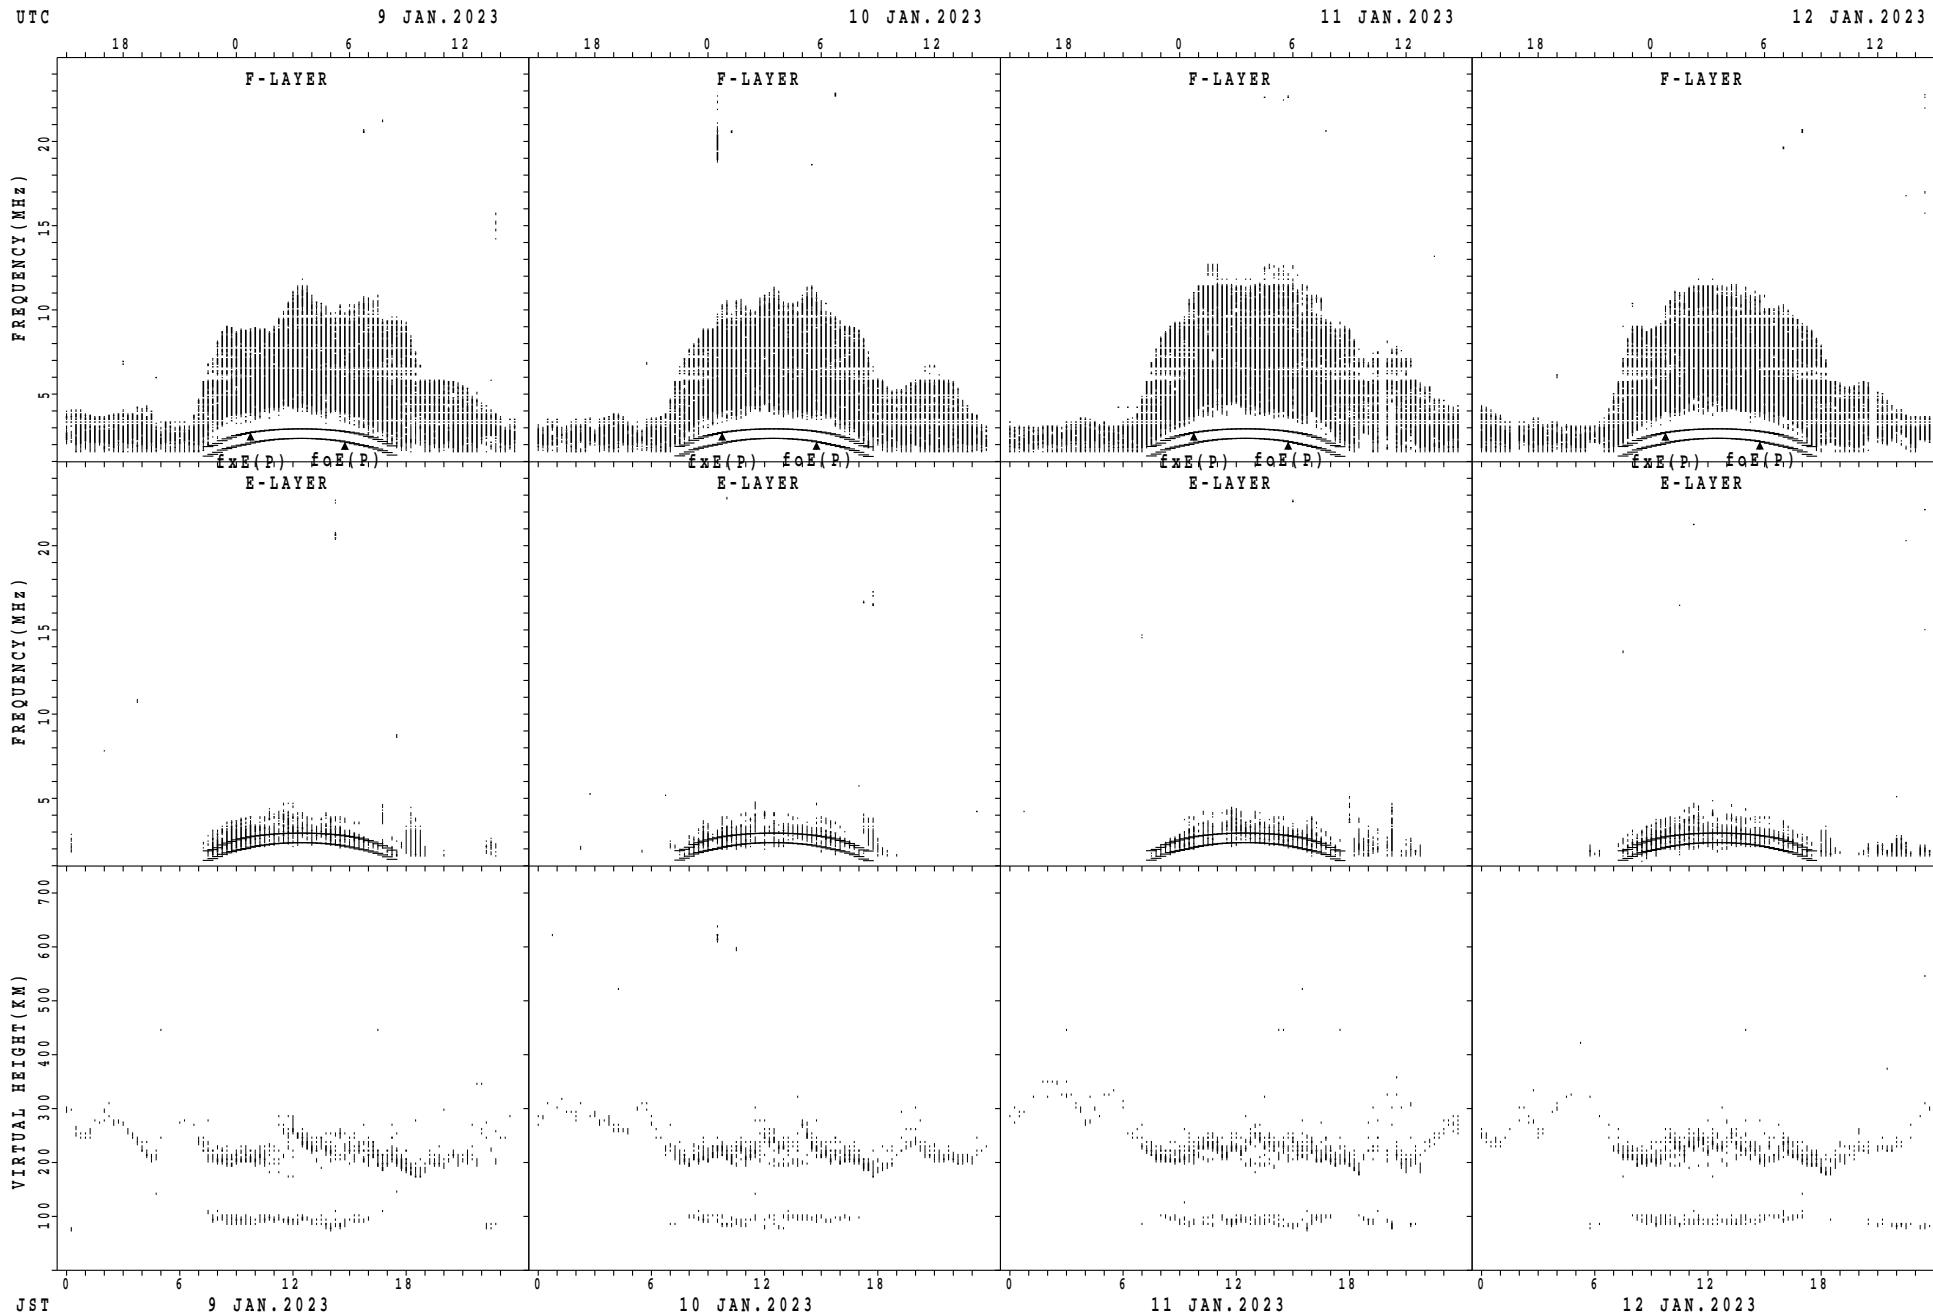 UTC 9 JAN.2023 10 JAN.2023 11 JAN.2023 12 JAN.2023
18 0 6 12 18 0 6 12 18 0 6 12 18 0 6 12
F-LAYER F-LAYER F-LAYER F-LAYER
FREQUENCY(MHz)
20
15
10
5
fxE(P) foE(P) fxE(P) foE(P) fxE(P) foE(P) fxE(P) foE(P)
E-LAYER E-LAYER E-LAYER E-LAYER
FREQUENCY(MHz)
20
15
10
5
VIRTUAL HEIGHT(KM)
700
600
500
400
300
200
100
0 6 12 18 0 6 12 18 0 6 12 18 0 6 12 18
JST 9 JAN.2023 10 JAN.2023 11 JAN.2023 12 JAN.2023